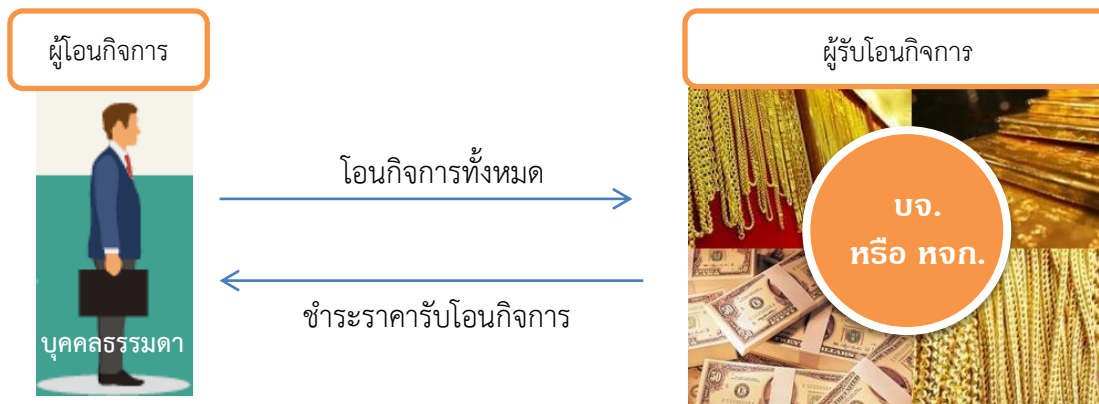 ผู้โอนกิจการ
ผู้รับโอนกิจการ
โอนกิจการทั้งหมด
บจ.
หรือ หจก.
ชำระราคารับโอนกิจการ
บุคคลธรรมดา